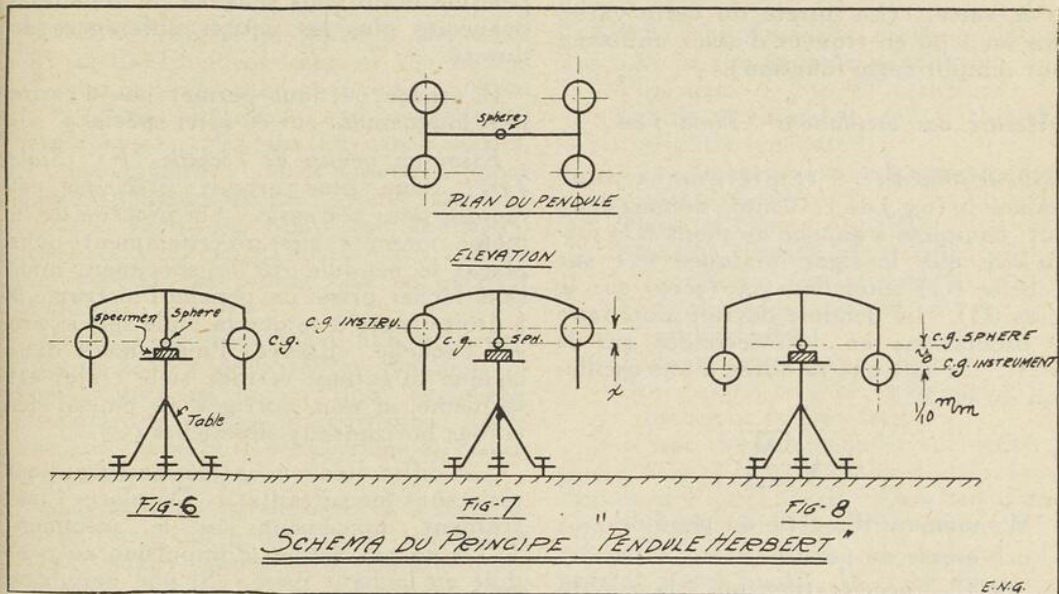 sphere
PLAN DU PENDULE
ELEVATION
specimen
Sphere
C.G.
Table
C.G. INSTRU.
C.G. SPH.
x
C.G. SPHERE
C.G. INSTRUMENT
1/10 mm
FIG-6
FIG-7
FIG-8
SCHEMA DU PRINCIPE "PENDULE HERBERT"
E.N.G.